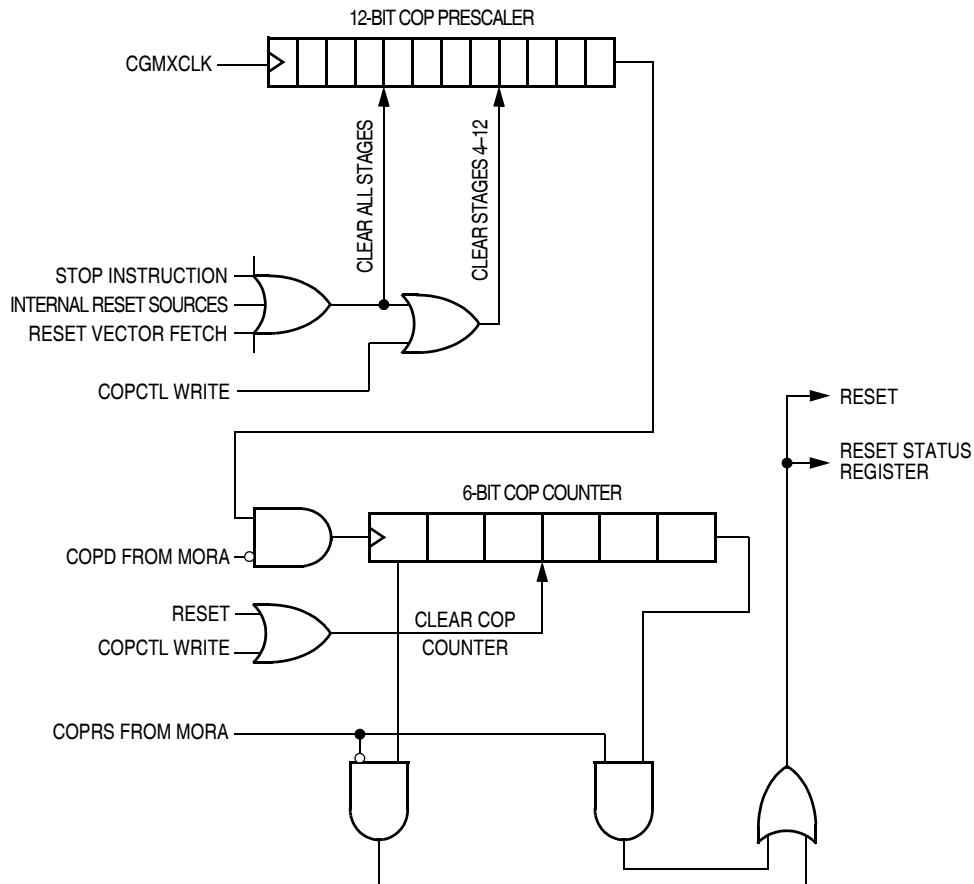 12-BIT COP PRESCALER
CGMXCLK
CLEAR ALL STAGES
CLEAR STAGES 4–12
STOP INSTRUCTION
INTERNAL RESET SOURCES
RESET VECTOR FETCH
COPCTL WRITE
RESET
RESET STATUS
REGISTER
6-BIT COP COUNTER
COPD FROM MORA
RESET
COPCTL WRITE
CLEAR COP
COUNTER
COPRS FROM MORA